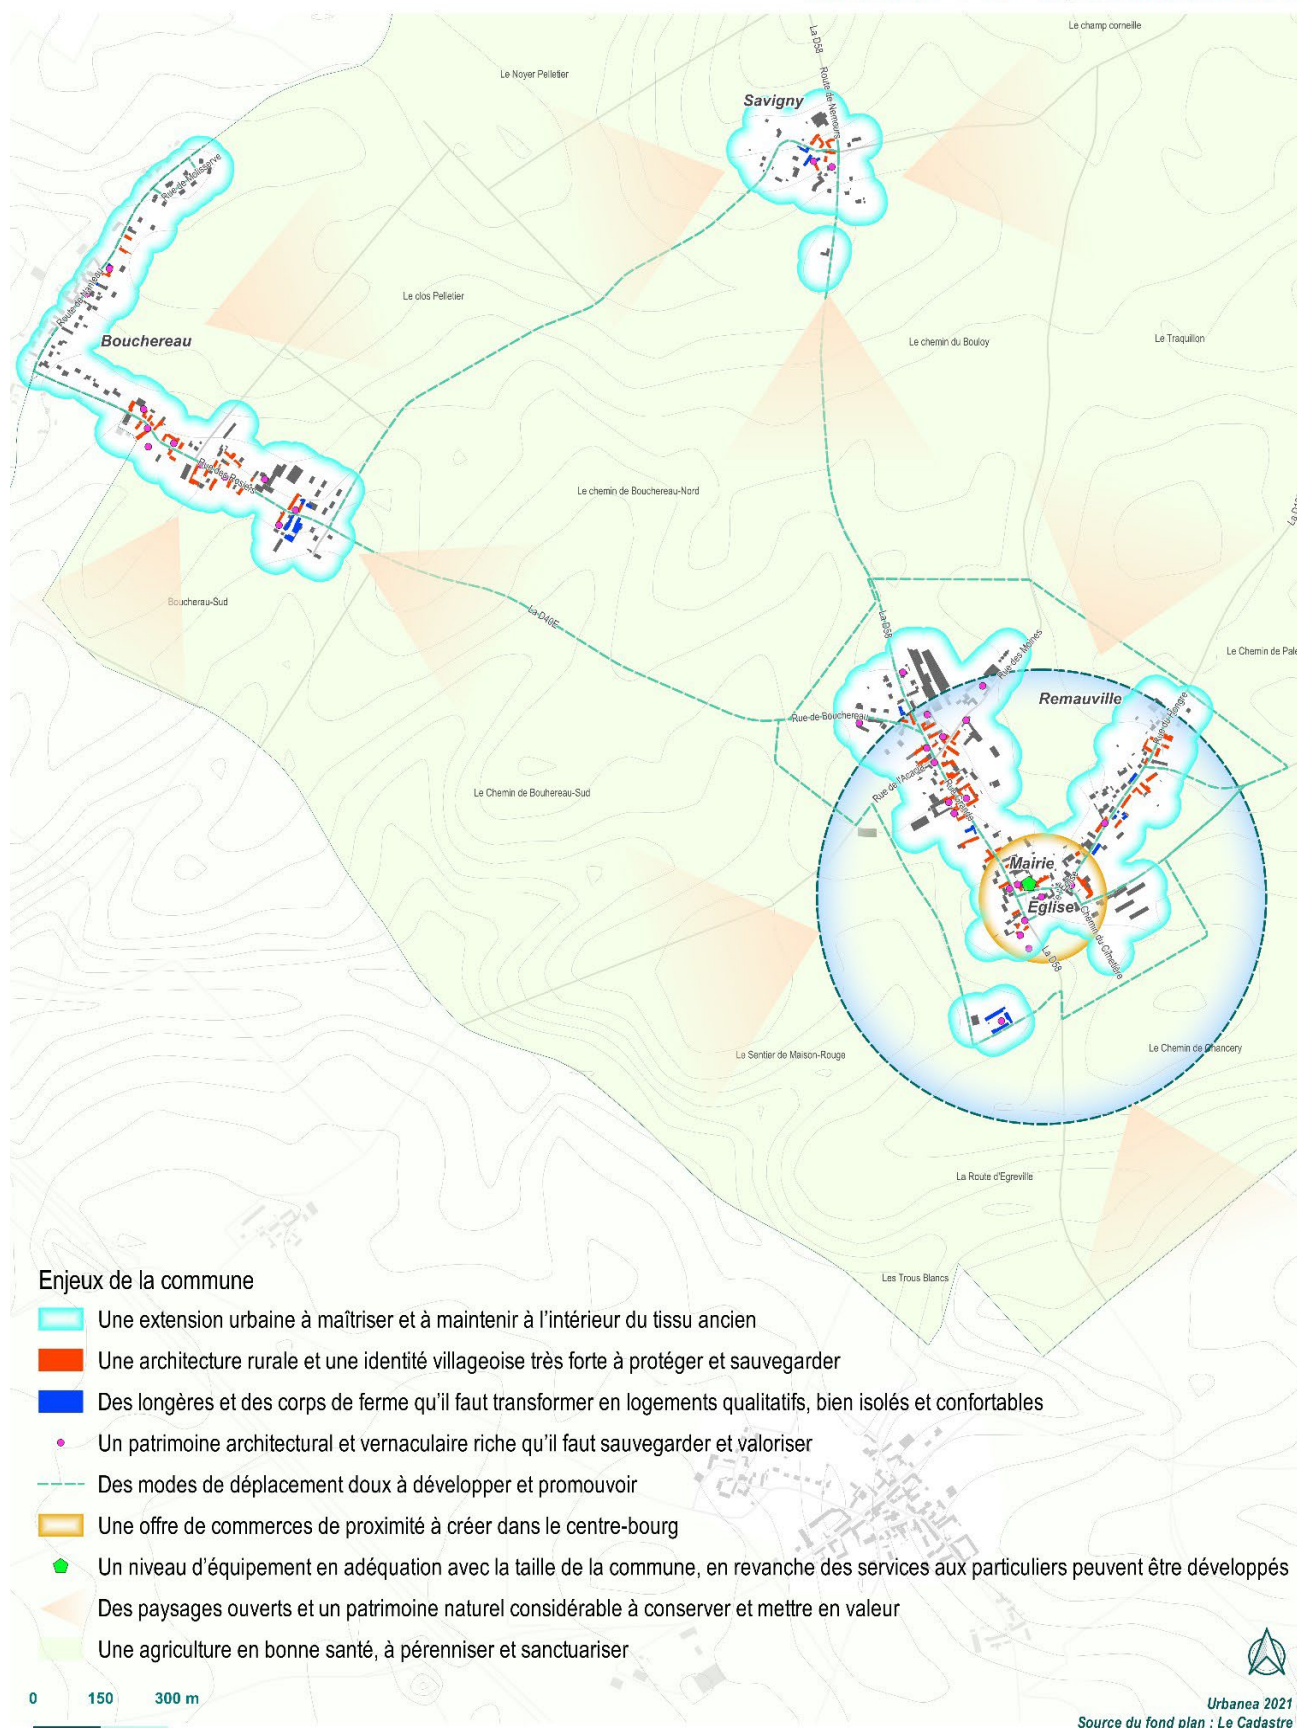 Le champ corneille
La D58
Le Noyer Pelletier
Route de Nemours
Savigny
Rue de Molisserve
Le clos Pelletier
Bouchereau
Le chemin du Bouloy
Le Traquillon
Le chemin de Bouchereau-Nord
Boucherau-Sud
La D40E
La D58
Rue des Moines
Le Chemin de Pale
Remauville
Rue de Bouchereau
Rue de l'Acacia
Le Chemin de Bouhereau-Sud
Mairie
Eglise
Chemin du Cimetière
La D58
Le Sentier de Maison-Rouge
Le Chemin de Chancery
La Route d'Egreville
Les Trous Blancs
Enjeux de la commune
Une extension urbaine à maîtriser et à maintenir à l'intérieur du tissu ancien
Une architecture rurale et une identité villageoise très forte à protéger et sauvegarder
Des longères et des corps de ferme qu'il faut transformer en logements qualitatifs, bien isolés et confortables
Un patrimoine architectural et vernaculaire riche qu'il faut sauvegarder et valoriser
Des modes de déplacement doux à développer et promouvoir
Une offre de commerces de proximité à créer dans le centre-bourg
Un niveau d'équipement en adéquation avec la taille de la commune, en revanche des services aux particuliers peuvent être développés
Des paysages ouverts et un patrimoine naturel considérable à conserver et mettre en valeur
Une agriculture en bonne santé, à pérenniser et sanctuariser
0 150 300 m
Urbanea 2021
Source du fond plan : Le Cadastre